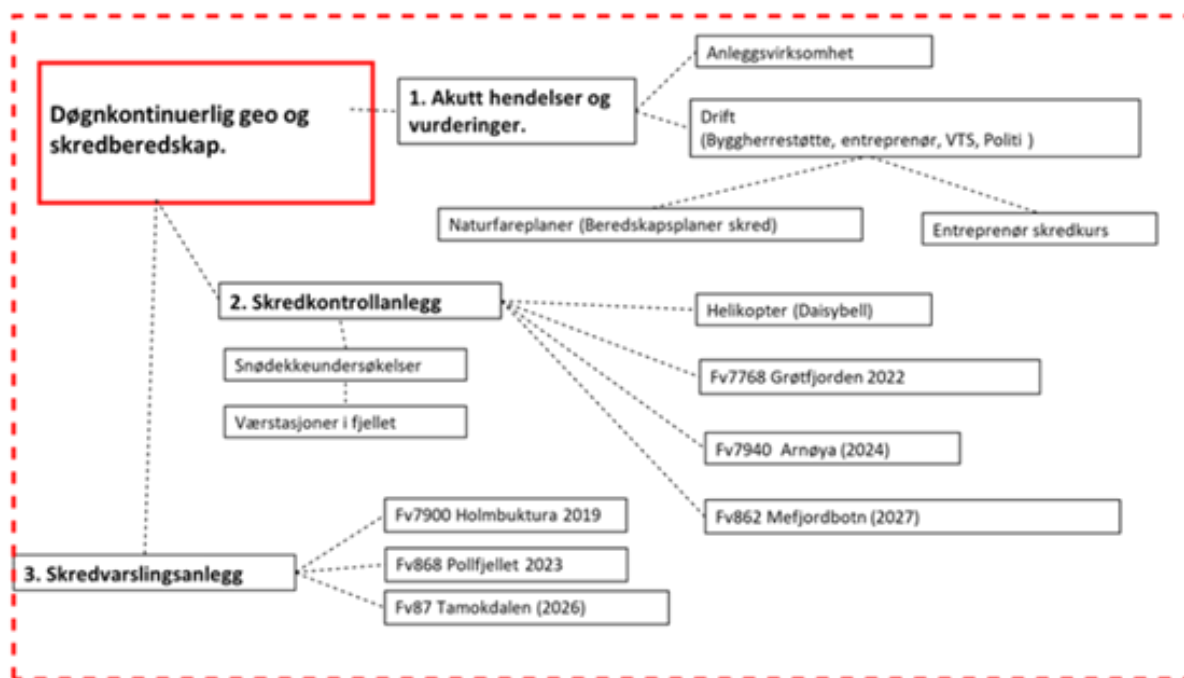 Døgnkontinuerlig geo og
skredberedskap.
1. Akutt hendelser og
vurderinger.
Anleggsvirksomhet
Drift
(Byggherrestøtte, entreprenør, VTS, Politi )
Naturfareplaner (Beredskapsplaner skred)
Entreprenør skredkurs
2. Skredkontrollanlegg
Snødekkeundersøkelser
Værstasjoner i fjellet
Helikopter (Daisybell)
Fv7768 Grøtfjorden 2022
Fv7940 Arnøya (2024)
Fv862 Mefjordbotn (2027)
3. Skredvarslingsanlegg
Fv7900 Holmbuktura 2019
Fv868 Pollfjellet 2023
Fv87 Tamokdalen (2026)